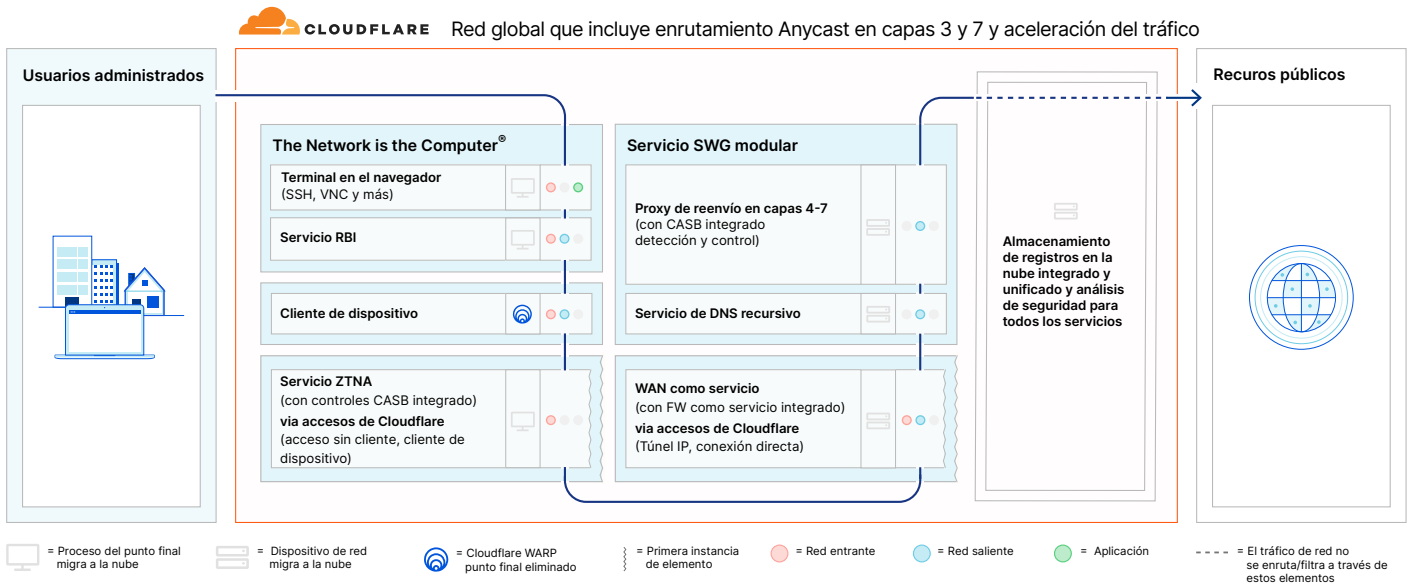 CLOUDFLARE
Red global que incluye enrutamiento Anycast en capas 3 y 7 y aceleración del tráfico
Usuarios administrados
The Network is the Computer®
Terminal en el navegador
(SSH, VNC y más)
Servicio RBI
Cliente de dispositivo
Servicio ZTNA
(con controles CASB integrado)
via accesos de Cloudflare
(acceso sin cliente, cliente de
dispositivo)
Servicio SWG modular
Proxy de reenvío en capas 4-7
(con CASB integrado
detección y control)
Servicio de DNS recursivo
WAN como servicio
(con FW como servicio integrado)
via accesos de Cloudflare
(Túnel IP, conexión directa)
Almacenamiento
de registros en la
nube integrado y
unificado y análisis
de seguridad para
todos los servicios
Recuros públicos
= Proceso del punto final
migra a la nube
= Dispositivo de red
migra a la nube
= Cloudflare WARP
punto final eliminado
= Primera instancia
de elemento
= Red entrante
= Red saliente
= Aplicación
= El tráfico de red no
se enruta/filtra a través de
estos elementos